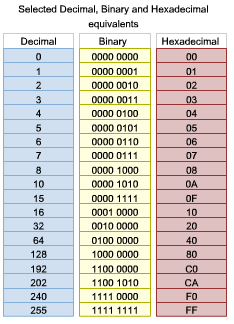 Selected Decimal, Binary and Hexadecimal
equivalents
Decimal Binary Hexadecimal
0 0000 0000 00
1 0000 0001 01
2 0000 0010 02
3 0000 0011 03
4 0000 0100 04
5 0000 0101 05
6 0000 0110 06
7 0000 0111 07
8 0000 1000 08
10 0000 1010 0A
15 0000 1111 0F
16 0001 0000 10
32 0010 0000 20
64 0100 0000 40
128 1000 0000 80
192 1100 0000 C0
202 1100 1010 CA
240 1111 0000 F0
255 1111 1111 FF